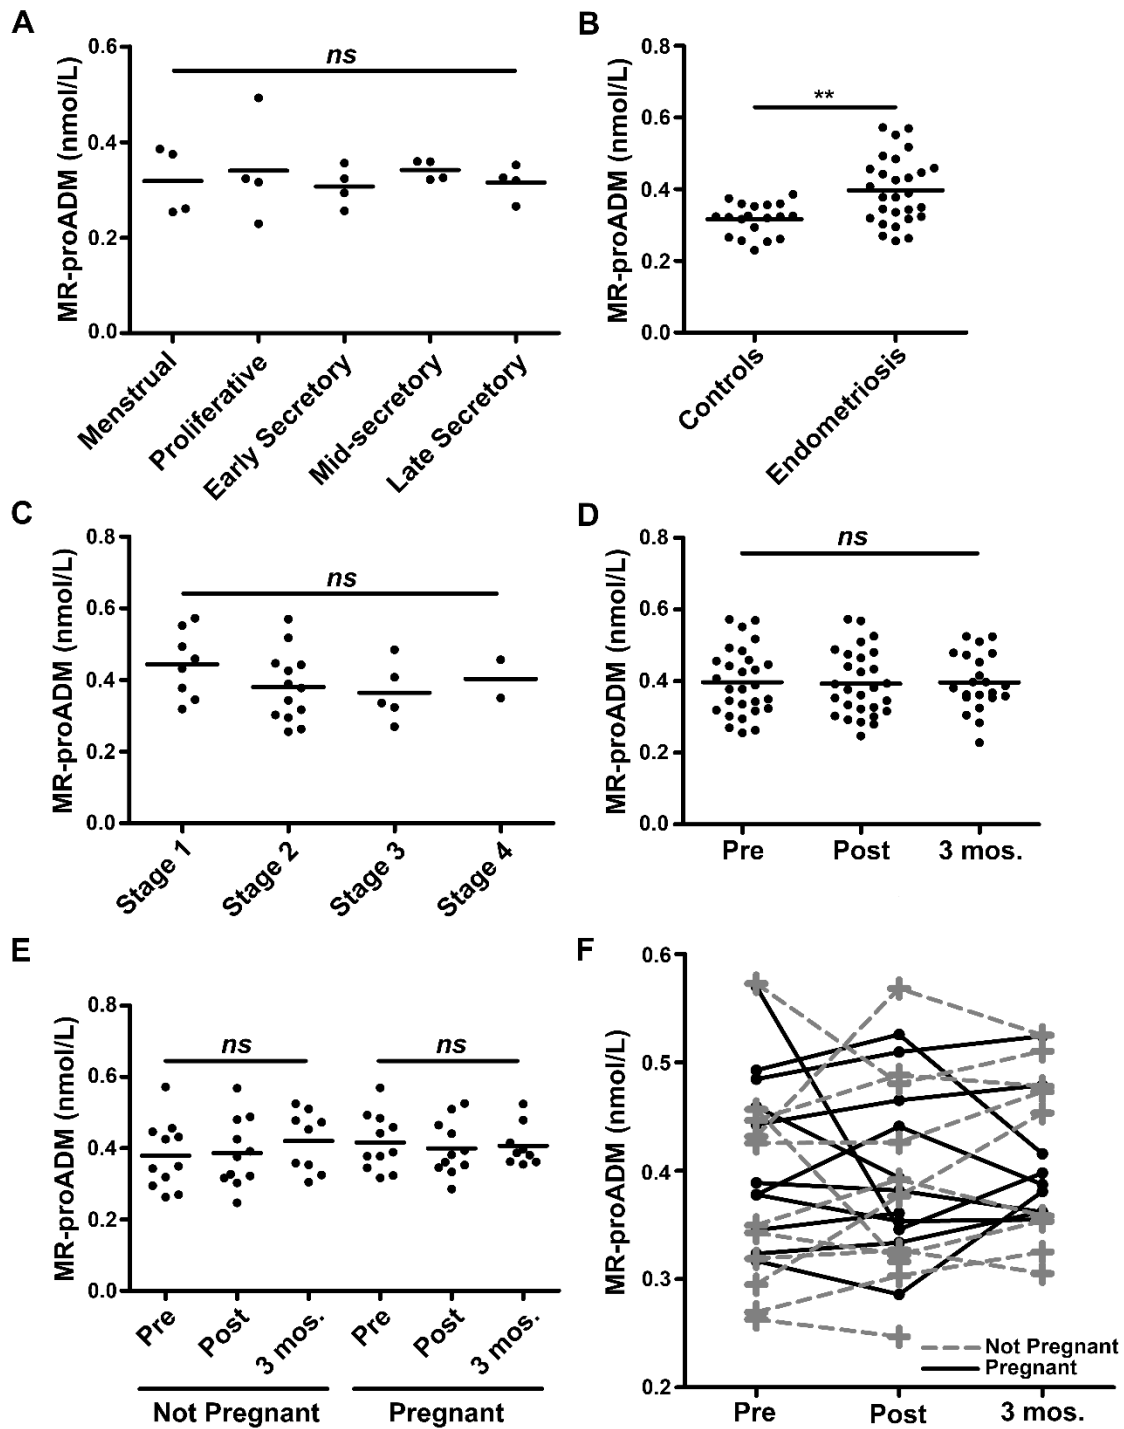 A
MR-proADM (nmol/L)
0.6
0.4
0.2
0.0
ns
Menstrual
Proliferative
Early Secretory
Mid-secretory
Late Secretory
B
MR-proADM (nmol/L)
0.8
0.6
0.4
0.2
0.0
**
Controls
Endometriosis
C
MR-proADM (nmol/L)
0.8
0.6
0.4
0.2
0.0
ns
Stage 1
Stage 2
Stage 3
Stage 4
D
MR-proADM (nmol/L)
0.8
0.6
0.4
0.2
0.0
ns
Pre
Post
3 mos.
E
MR-proADM (nmol/L)
0.8
0.6
0.4
0.2
0.0
ns
ns
Pre
Post
3 mos.
Pre
Post
3 mos.
Not Pregnant
Pregnant
F
MR-proADM (nmol/L)
0.6
0.5
0.4
0.3
0.2
Not Pregnant
Pregnant
Pre
Post
3 mos.